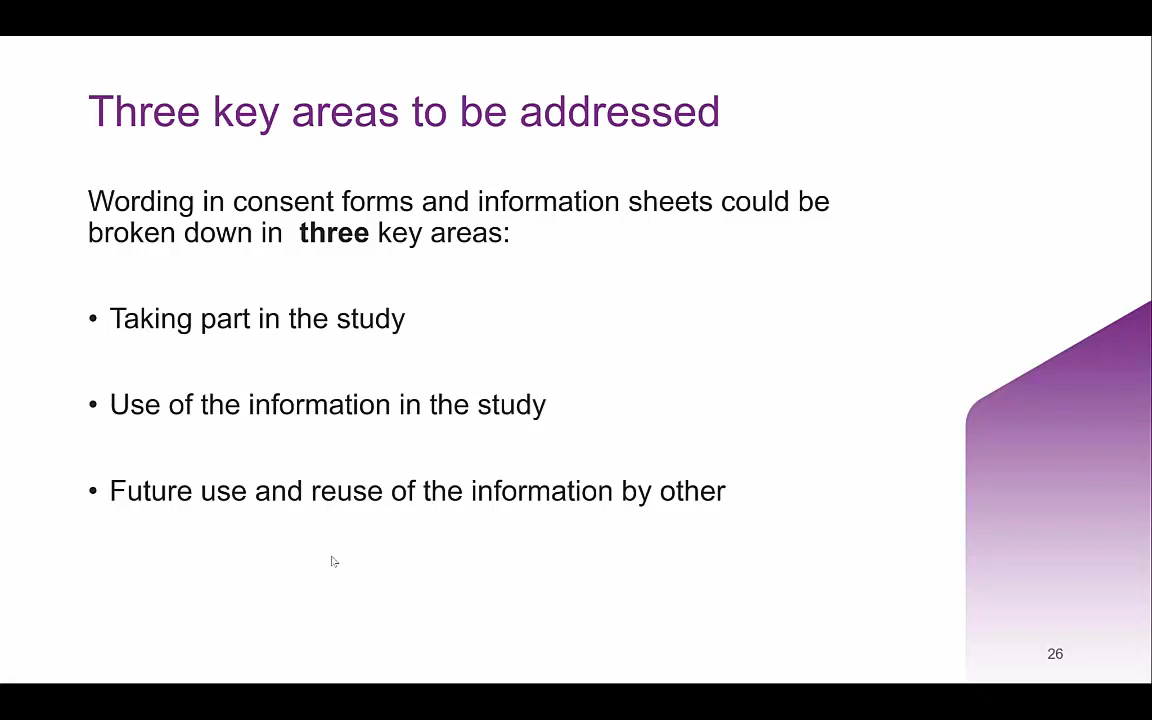 Three key areas to be addressed
Wording in consent forms and information sheets could be
broken down in  three key areas:
• Taking part in the study
• Use of the information in the study
• Future use and reuse of the information by other
26